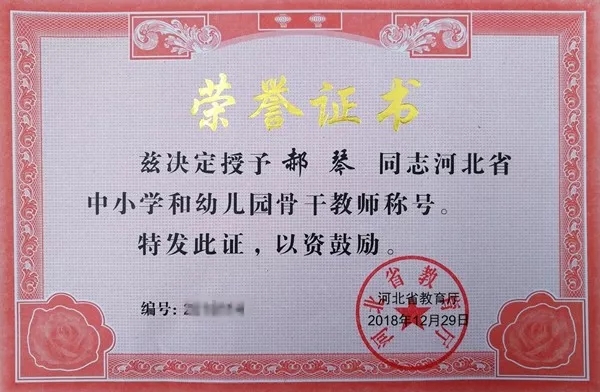 荣誉证书
兹决定授予 郝 琴 同志河北省
中小学和幼儿园骨干教师称号。
特发此证，以资鼓励。
编号:
河北省教育厅
河北省教育厅
2018年12月29日